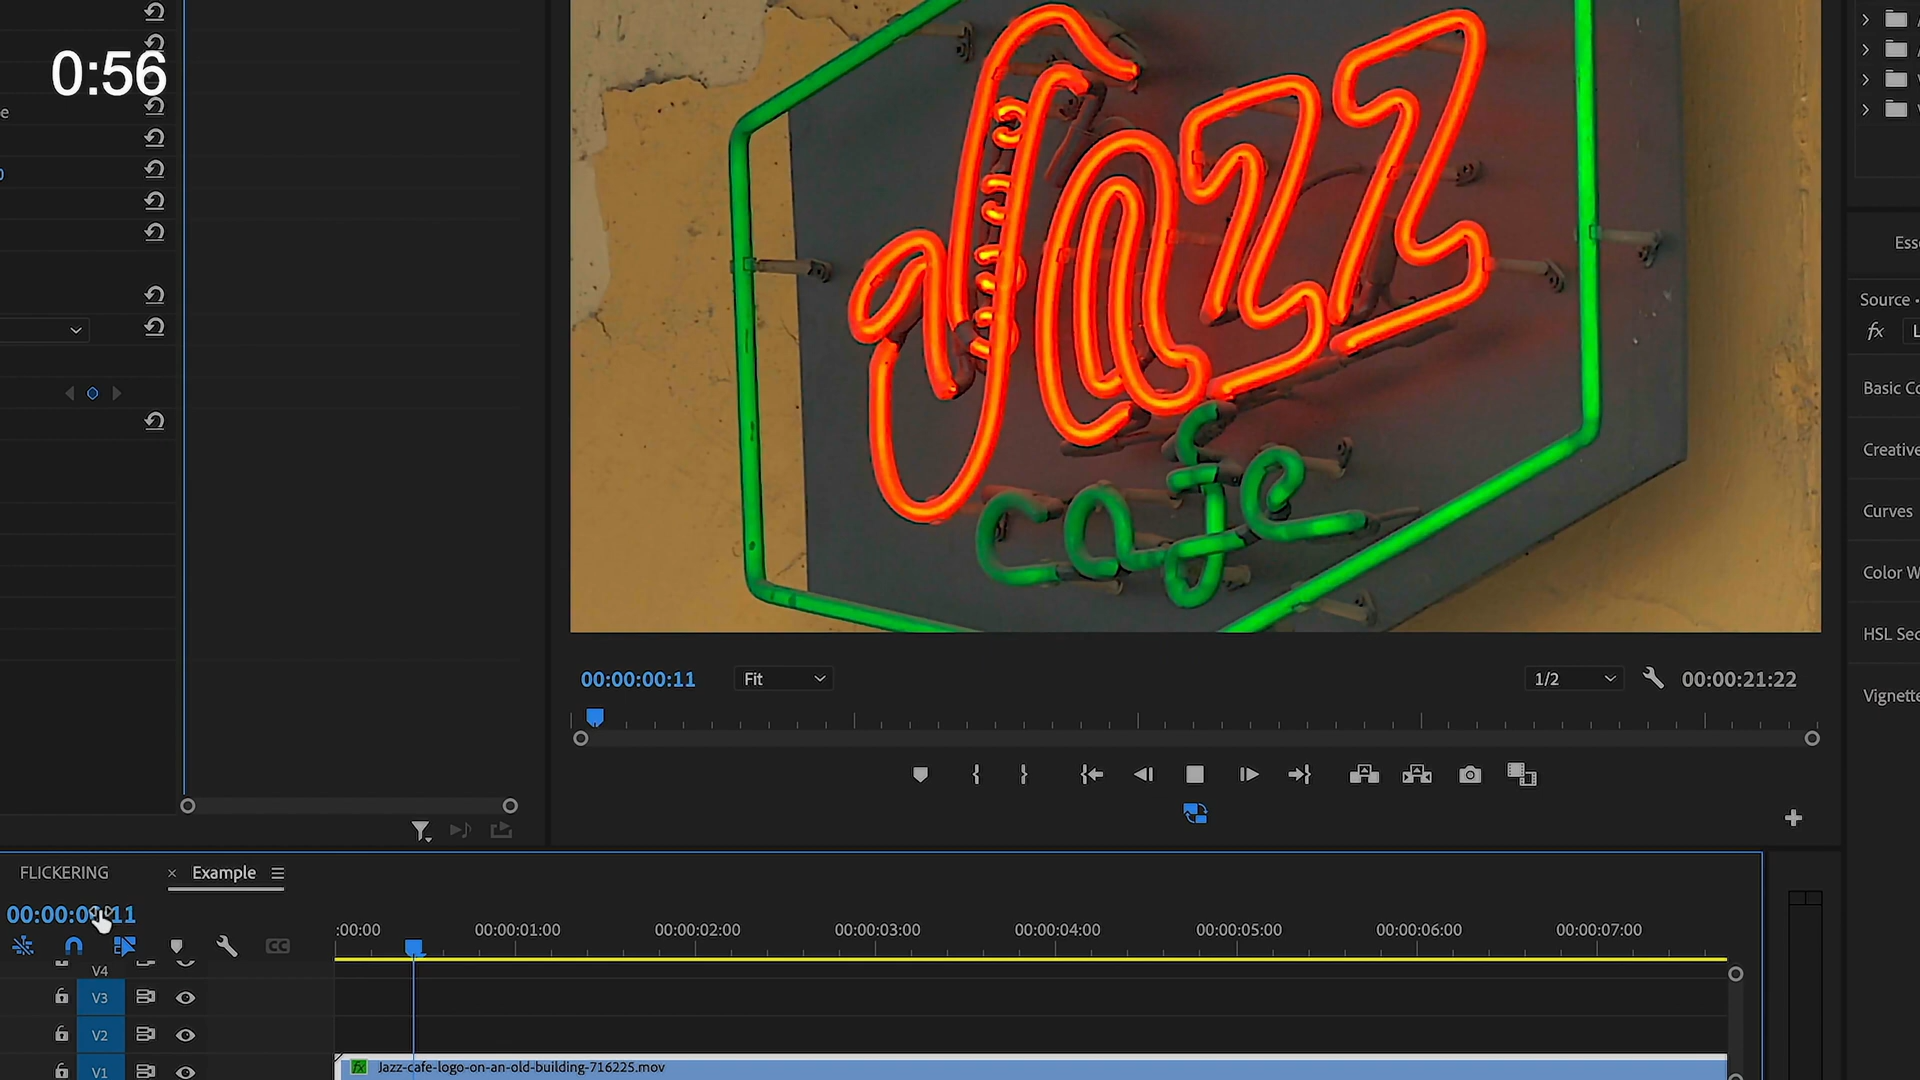 0:56
e
Jazz
cafe
Ess
Source
fx
L
Basic Co
Creative
Curves
Color W
HSL Sec
Vignette
00:00:00:11
Fit
1/2
00:00:21:22
FLICKERING
× Example
:00:00
00:00:01:00
00:00:02:00
00:00:03:00
00:00:04:00
00:00:05:00
00:00:06:00
00:00:07:00
CC
V4
V3
V2
V1
fx Jazz-cafe-logo-on-an-old-building-716225.mov